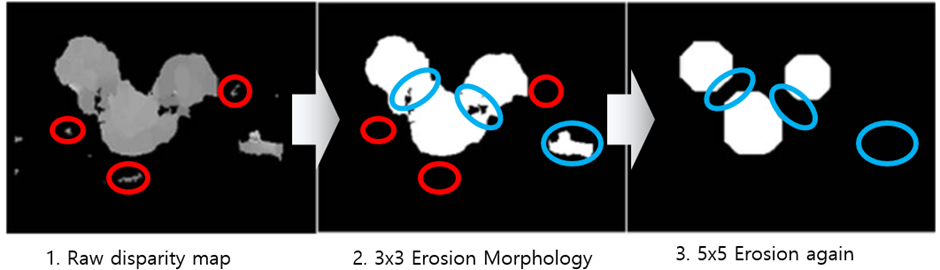 1. Raw disparity map
2. 3x3 Erosion Morphology
3. 5x5 Erosion again